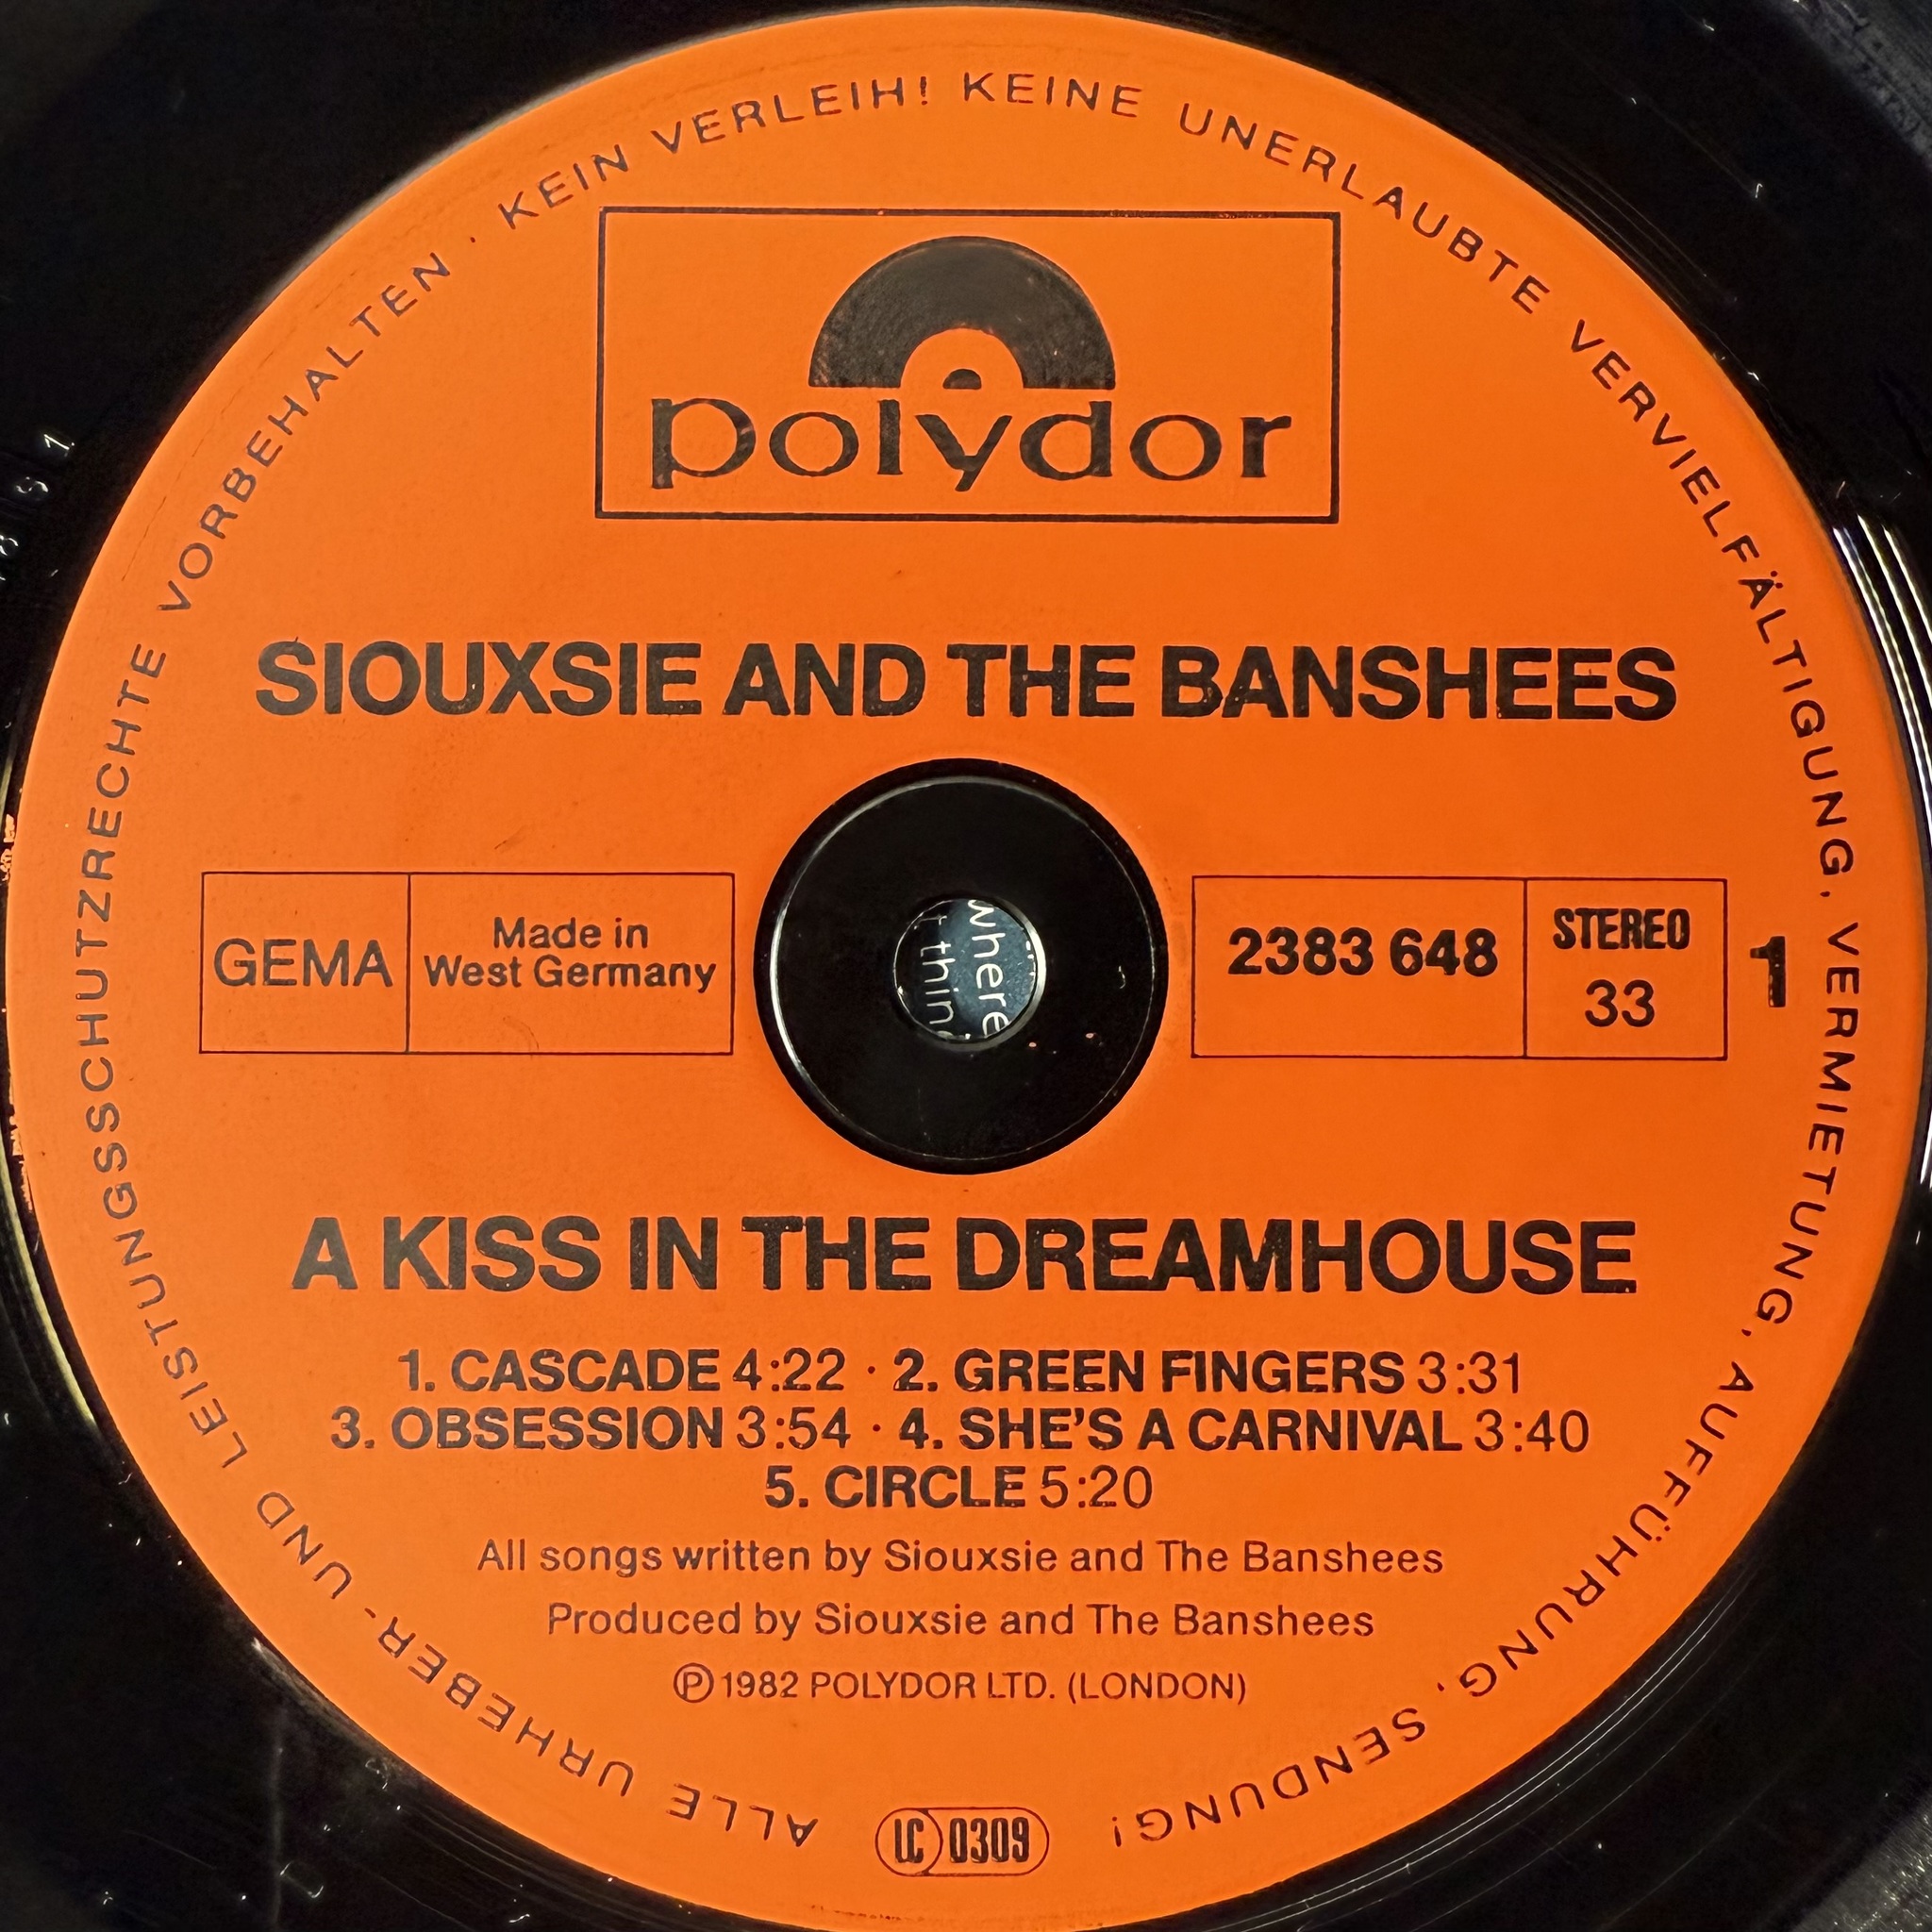 ALLE URHEBER- UND LEISTUNGSSCHUTZRECHTE VORBEHALTEN · KEIN VERLEIH! KEINE UNERLAUBTE VERVIELFÄLTIGUNG, VERMIETUNG, AUFFÜHRUNG, SENDUNG!
polydor
SIOUXSIE AND THE BANSHEES
GEMA
Made in
West Germany
where
2383 648
STEREO
33
1
A KISS IN THE DREAMHOUSE
1. CASCADE 4:22 · 2. GREEN FINGERS 3:31
3. OBSESSION 3:54 · 4. SHE'S A CARNIVAL 3:40
5. CIRCLE 5:20
All songs written by Siouxsie and The Banshees
Produced by Siouxsie and The Banshees
Ⓟ 1982 POLYDOR LTD. (LONDON)
LC 0309